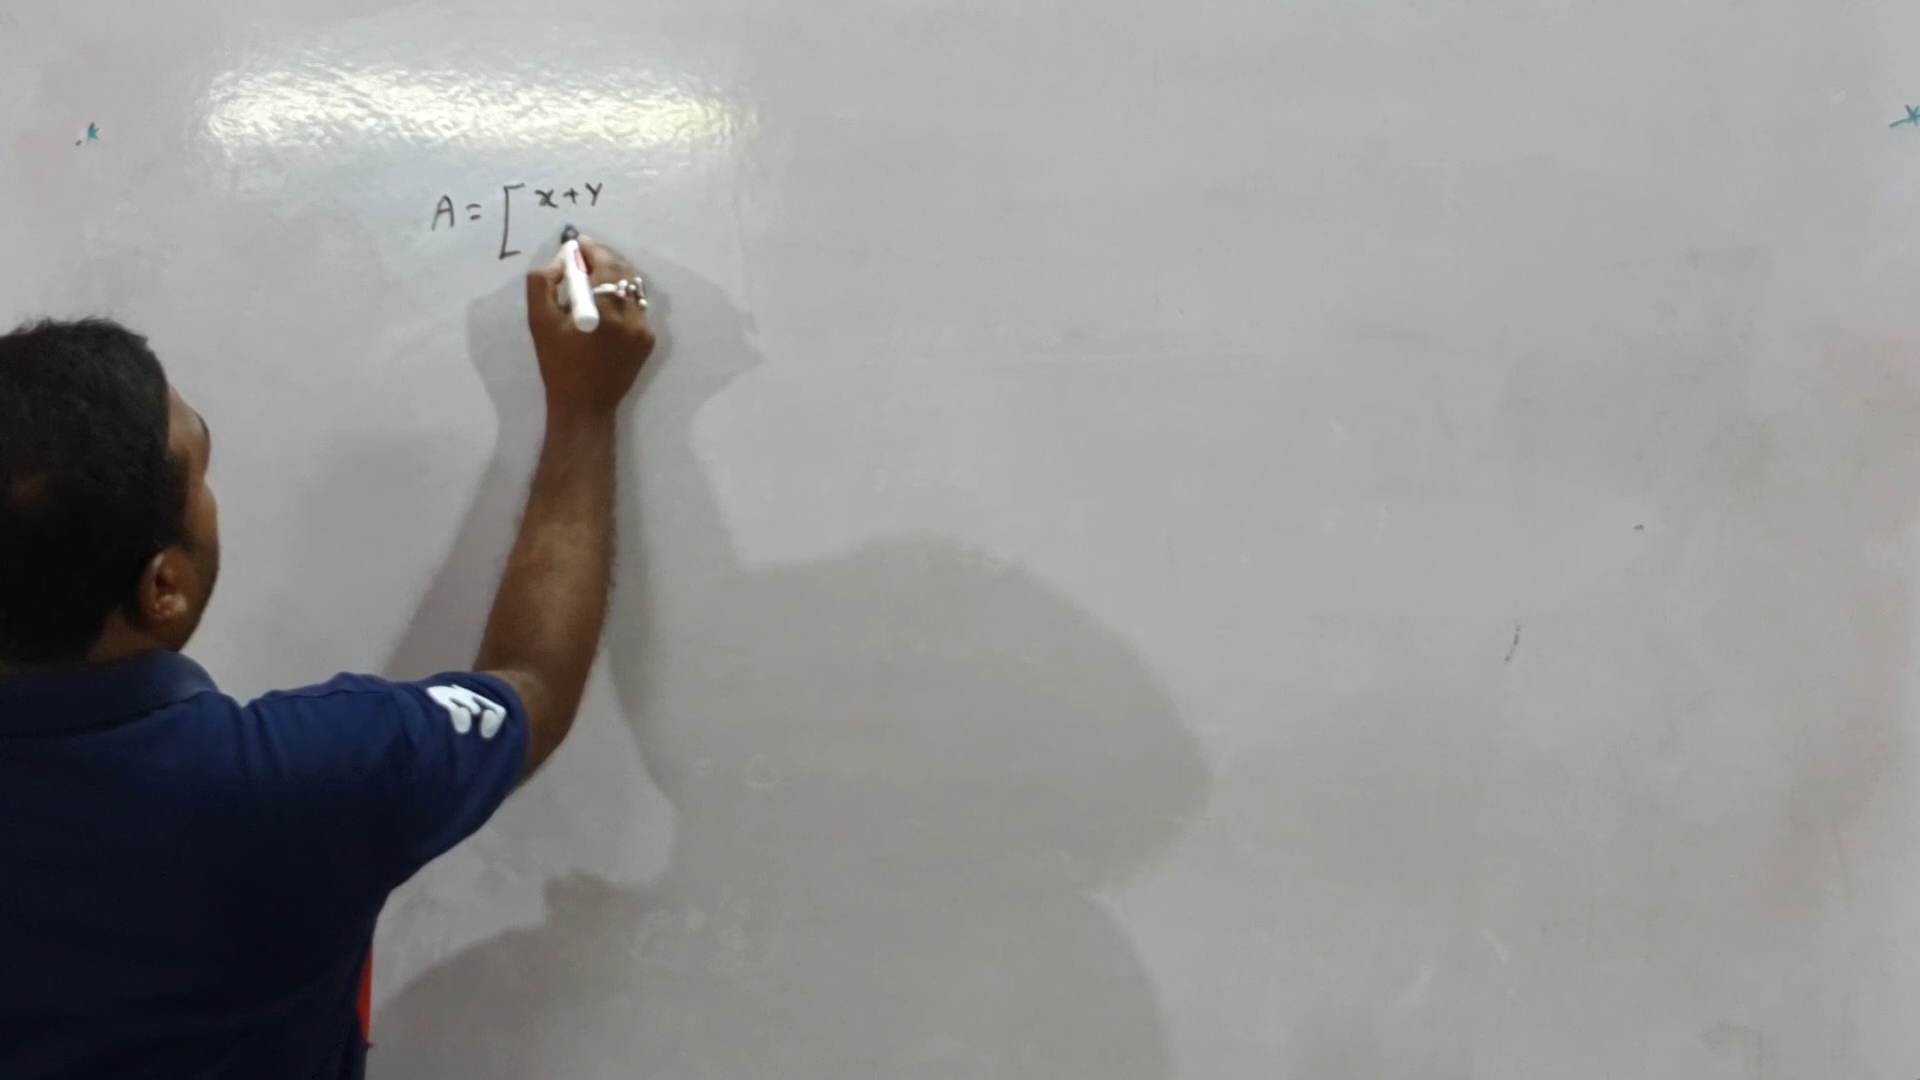 A = [ x+y